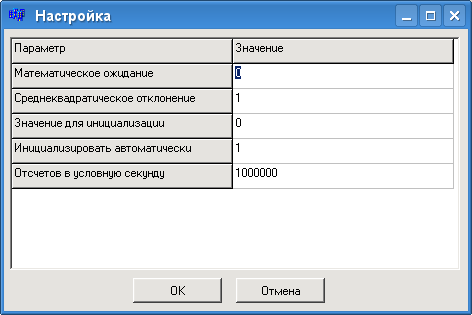 Настройка
Параметр Значение
Математическое ожидание 0
Среднеквадратическое отклонение 1
Значение для инициализации 0
Инициализировать автоматически 1
Отсчетов в условную секунду 1000000
OK Отмена